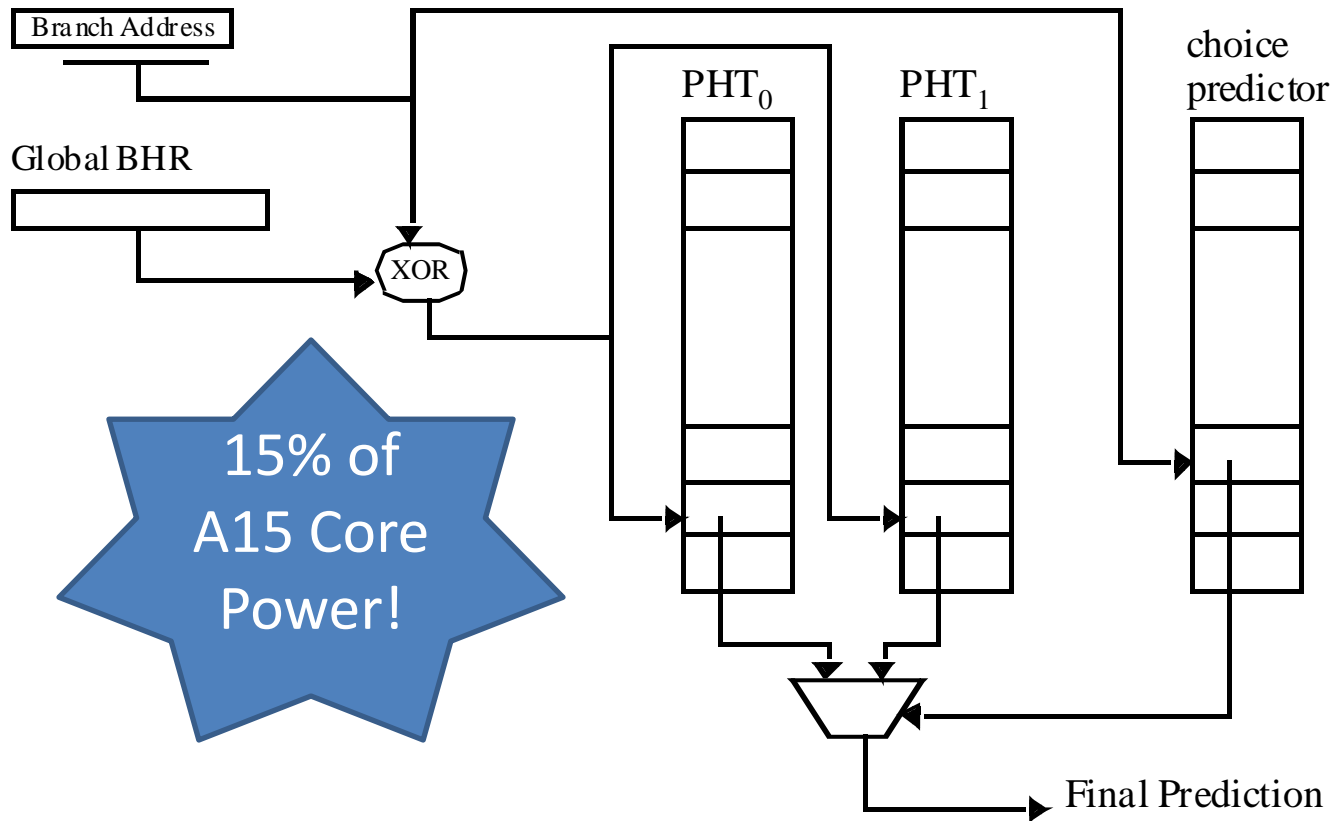 Branch Address
Global BHR
XOR
PHT₀
PHT₁
choice
predictor
15% of
A15 Core
Power!
Final Prediction